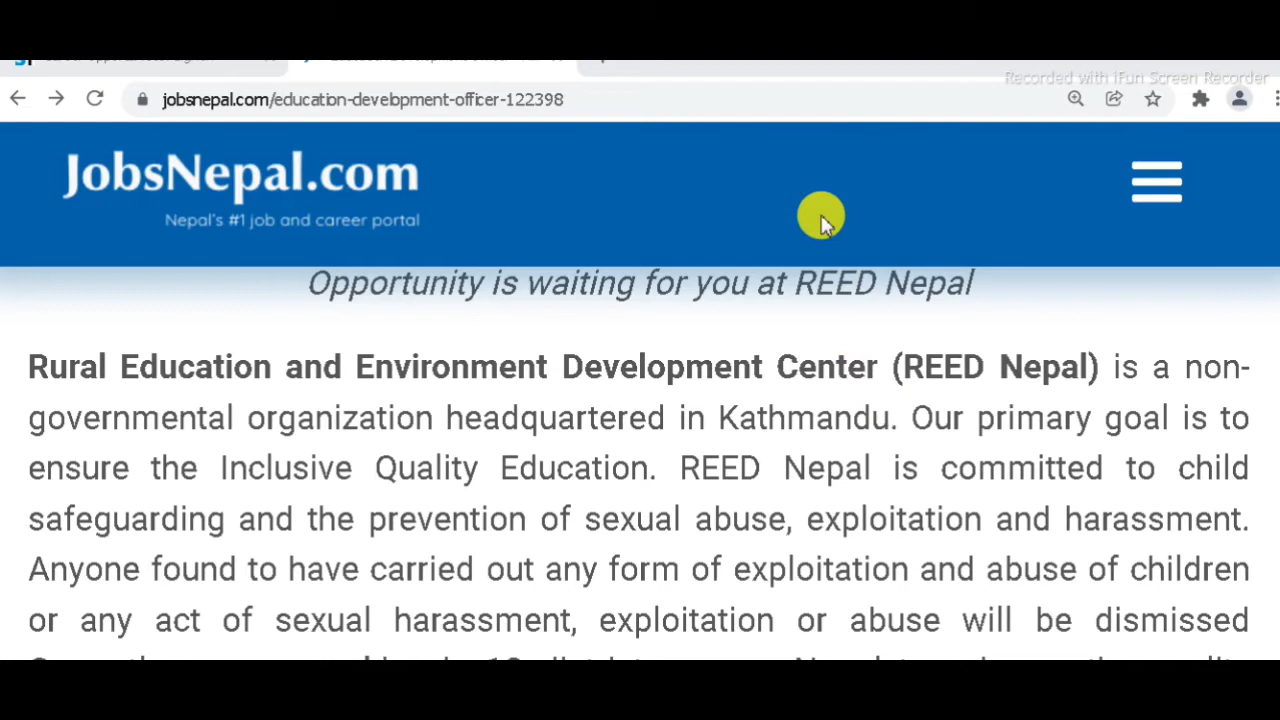 Recorded with iFun Screen Recorder
jobsnepal.com/education-development-officer-122398
JobsNepal.com
Nepal's #1 job and career portal
Opportunity is waiting for you at REED Nepal
Rural Education and Environment Development Center (REED Nepal) is a non-
governmental organization headquartered in Kathmandu. Our primary goal is to
ensure the Inclusive Quality Education. REED Nepal is committed to child
safeguarding and the prevention of sexual abuse, exploitation and harassment.
Anyone found to have carried out any form of exploitation and abuse of children
or any act of sexual harassment, exploitation or abuse will be dismissed